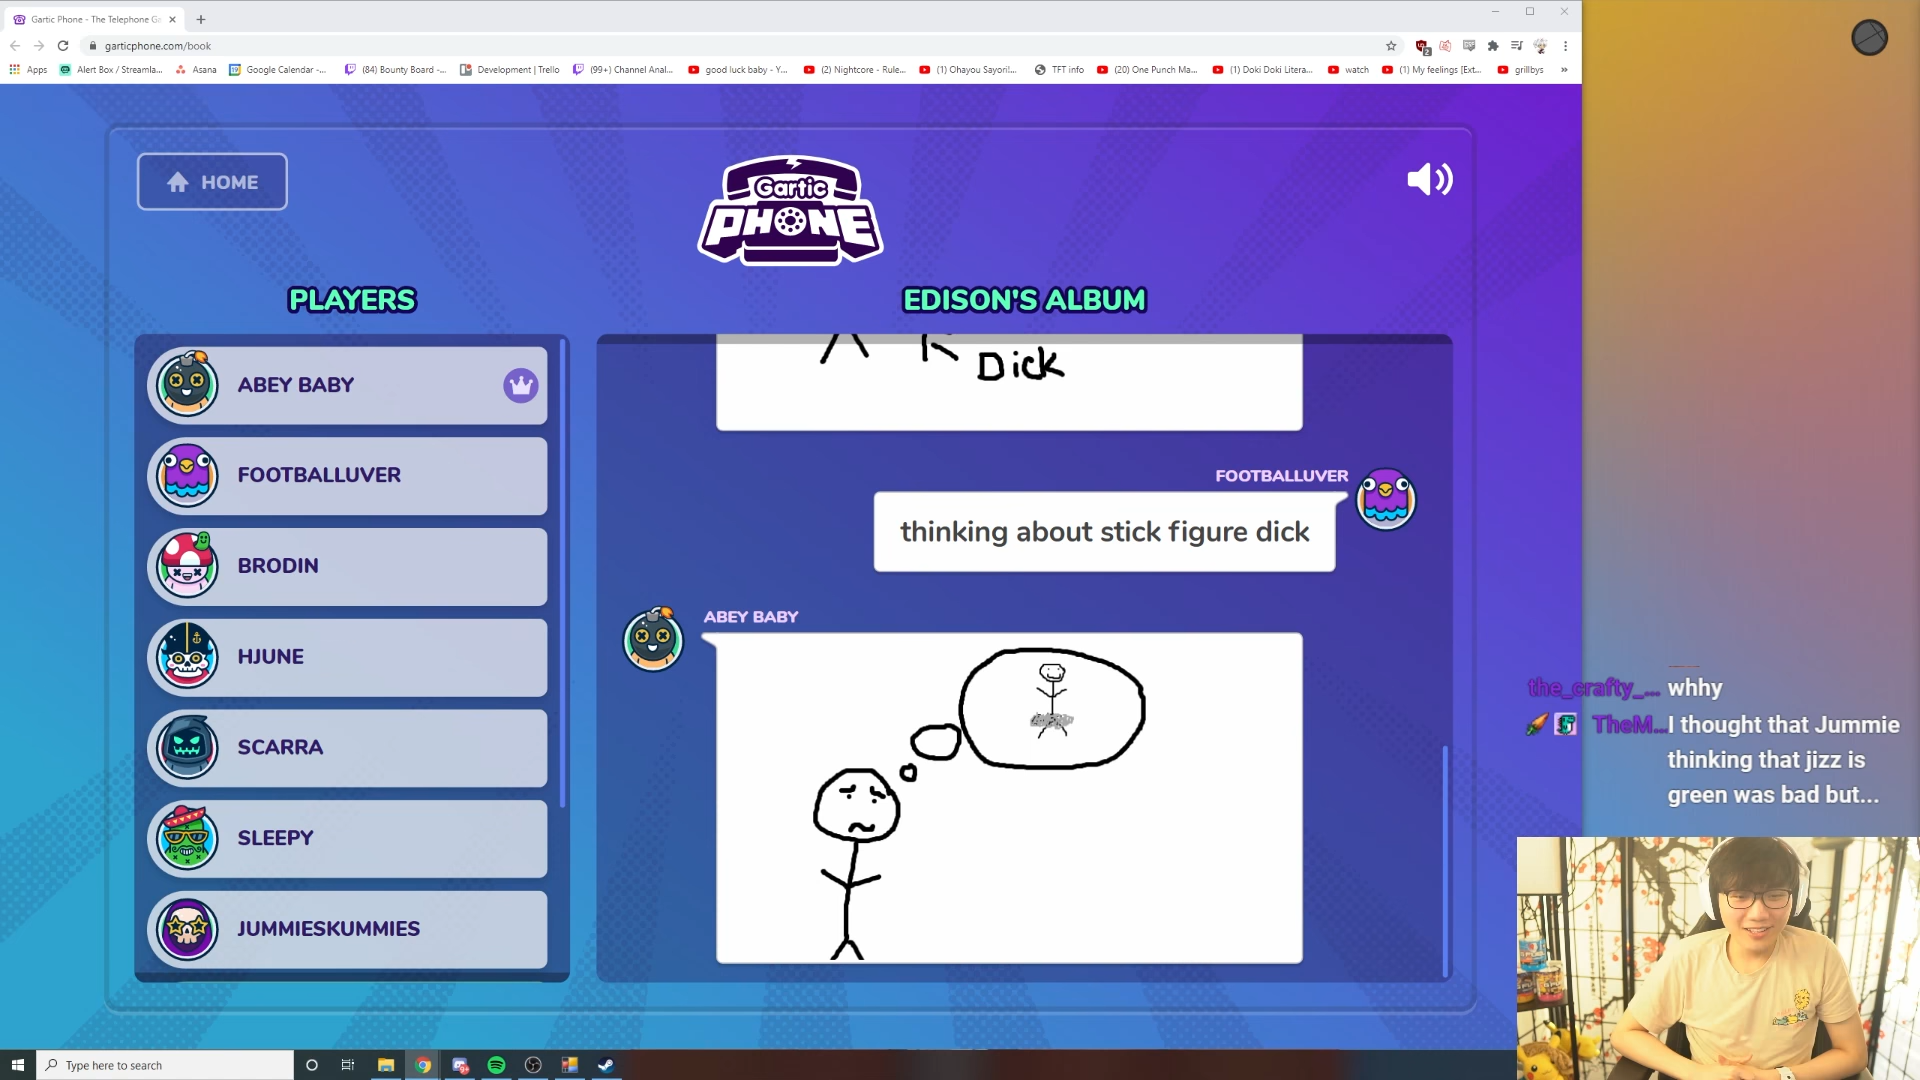 Gartic Phone - The Telephone Ga
garticphone.com/book
Apps
Alert Box / Streamla...
Asana
Google Calendar -...
(84) Bounty Board -...
Development | Trello
(99+) Channel Anal...
good luck baby - Y...
(2) Nightcore - Rule...
(1) Ohayou Sayori!...
TFT info
(20) One Punch Ma...
(1) Doki Doki Litera...
watch
(1) My feelings [Ext...
grillbys
HOME
Gartic
PHONE
PLAYERS
EDISON'S ALBUM
ABEY BABY
FOOTBALLUVER
BRODIN
HJUNE
SCARRA
SLEEPY
JUMMIESKUMMIES
Dick
FOOTBALLUVER
thinking about stick figure dick
ABEY BABY
the_crafty_... whhy
TheM... I thought that Jummie
thinking that jizz is
green was bad but...
Type here to search